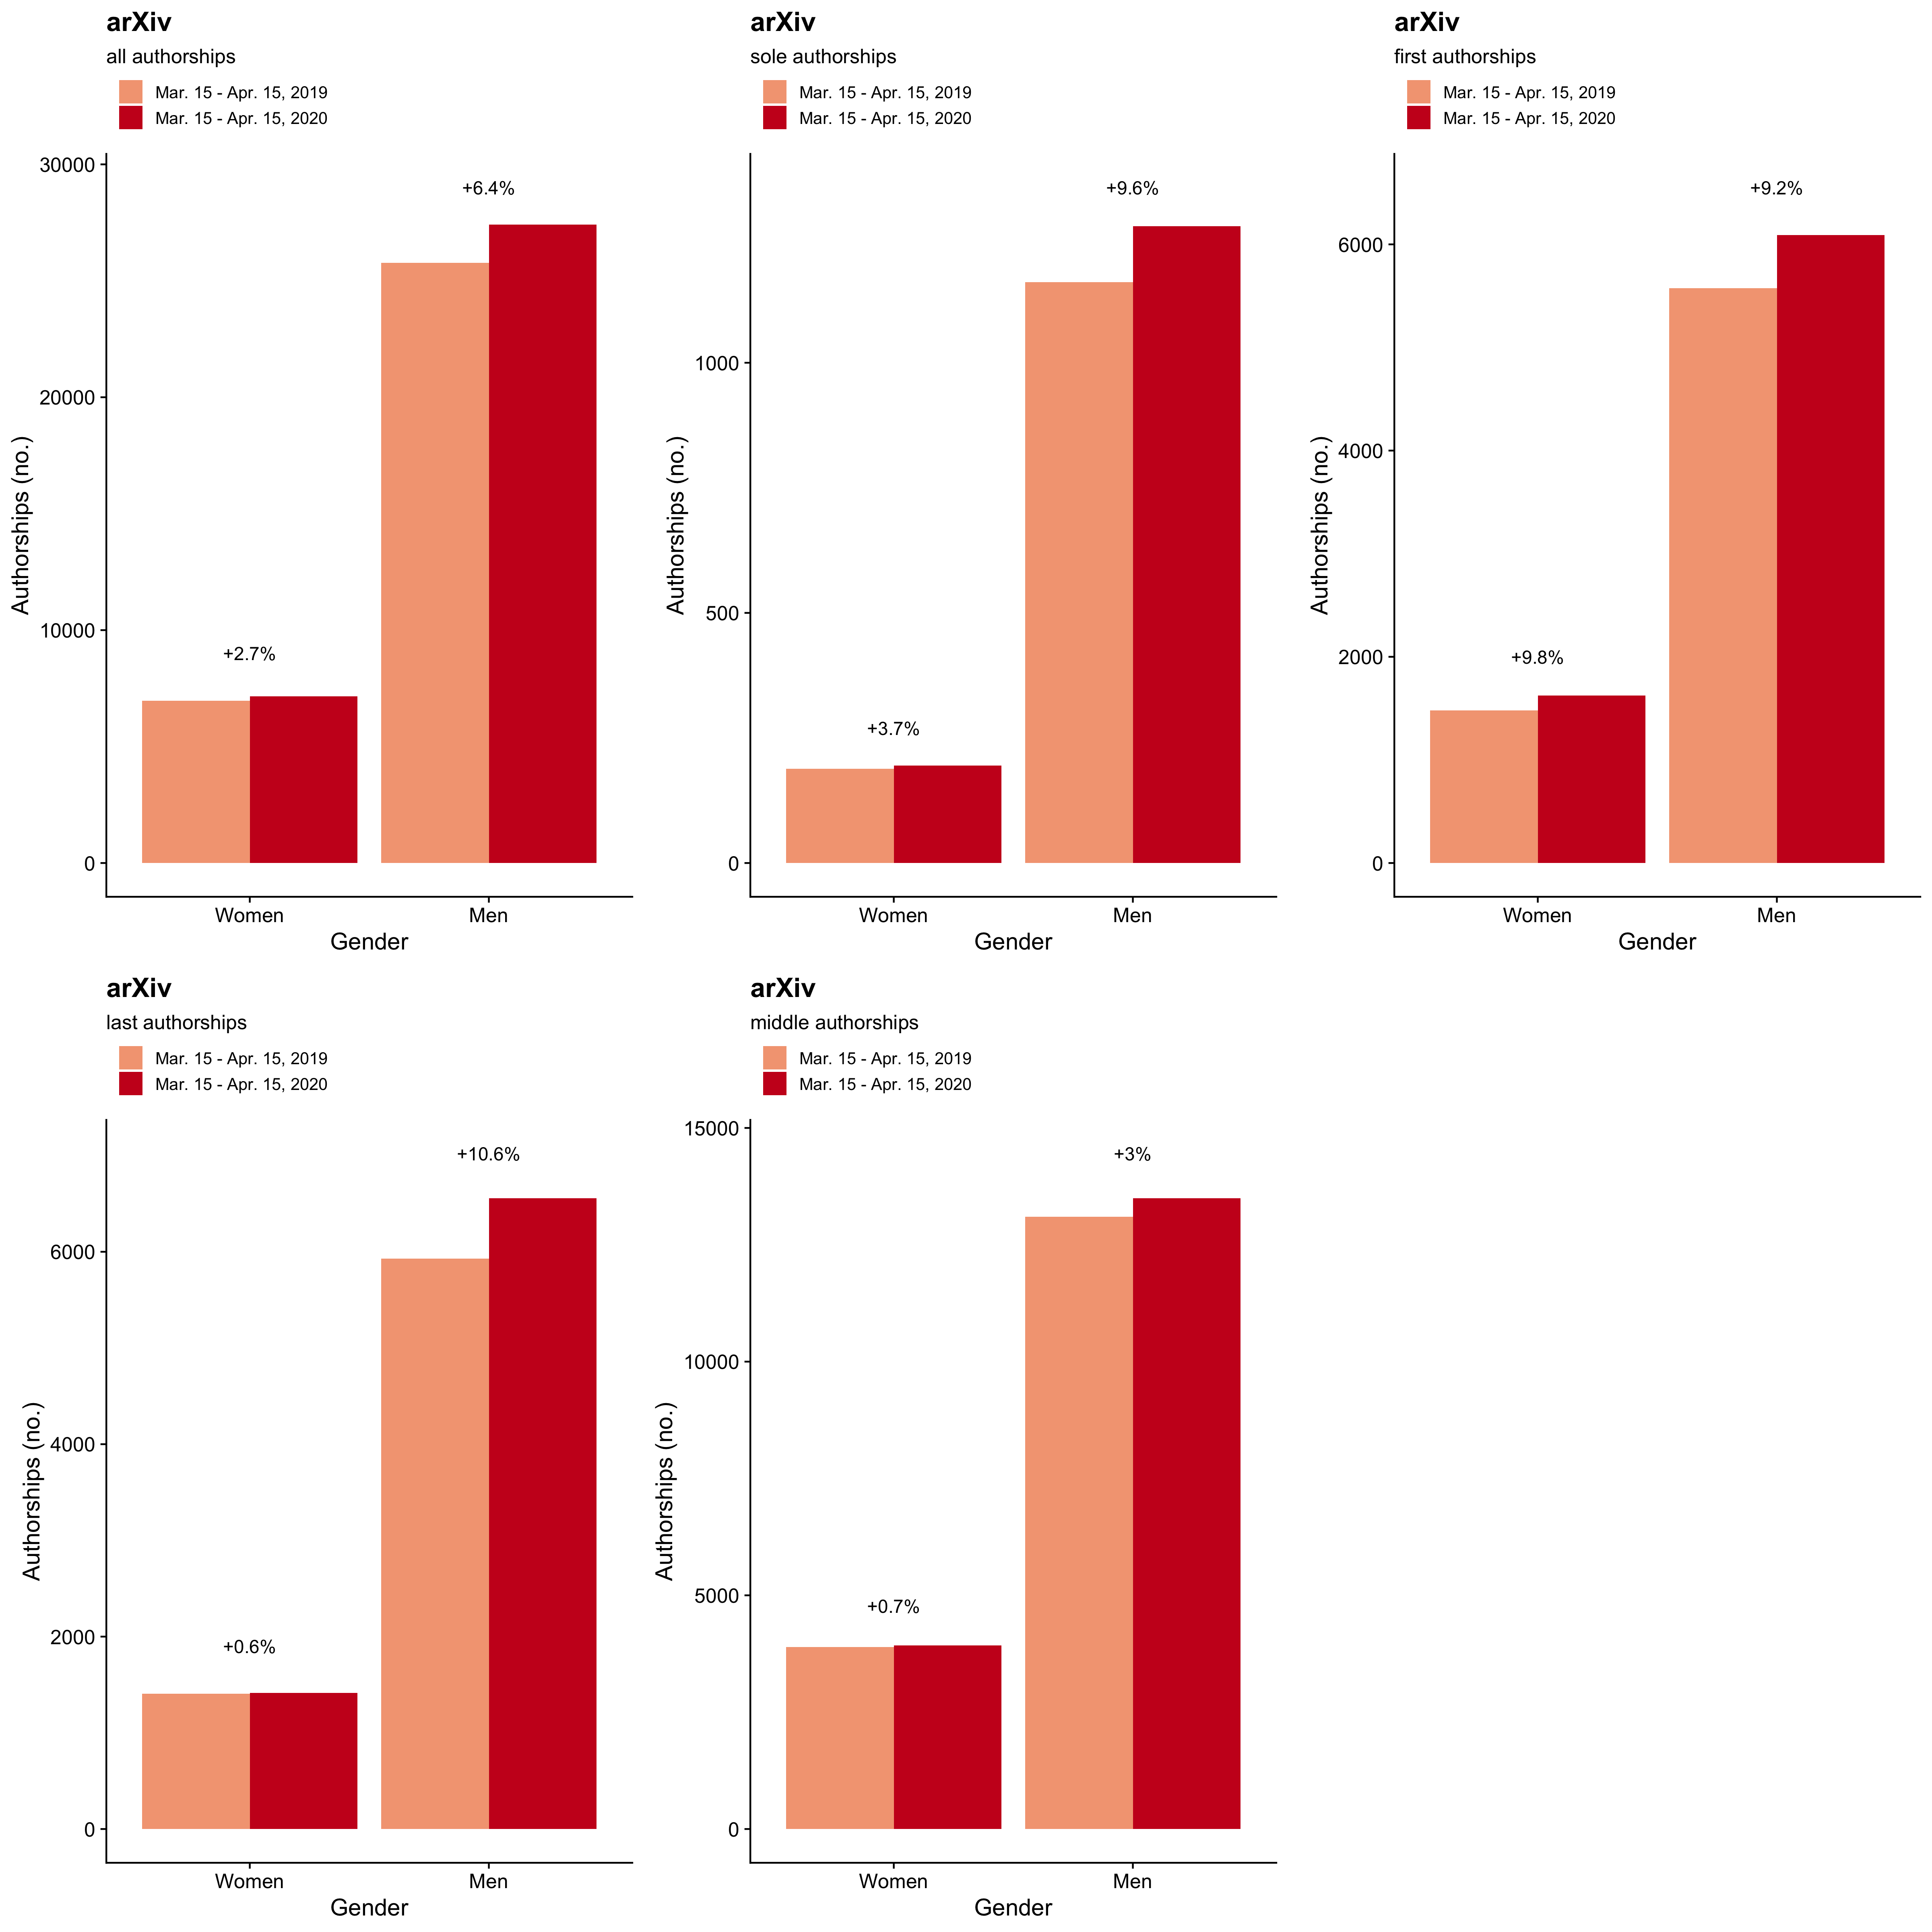 arXiv
all authorships
Mar. 15 - Apr. 15, 2019
Mar. 15 - Apr. 15, 2020
30000
20000
10000
0
Authorships (no.)
+2.7%
+6.4%
Women
Men
Gender
arXiv
sole authorships
Mar. 15 - Apr. 15, 2019
Mar. 15 - Apr. 15, 2020
1000
500
0
Authorships (no.)
+3.7%
+9.6%
Women
Men
Gender
arXiv
first authorships
Mar. 15 - Apr. 15, 2019
Mar. 15 - Apr. 15, 2020
6000
4000
2000
0
Authorships (no.)
+9.8%
+9.2%
Women
Men
Gender
arXiv
last authorships
Mar. 15 - Apr. 15, 2019
Mar. 15 - Apr. 15, 2020
6000
4000
2000
0
Authorships (no.)
+0.6%
+10.6%
Women
Men
Gender
arXiv
middle authorships
Mar. 15 - Apr. 15, 2019
Mar. 15 - Apr. 15, 2020
15000
10000
5000
0
Authorships (no.)
+0.7%
+3%
Women
Men
Gender